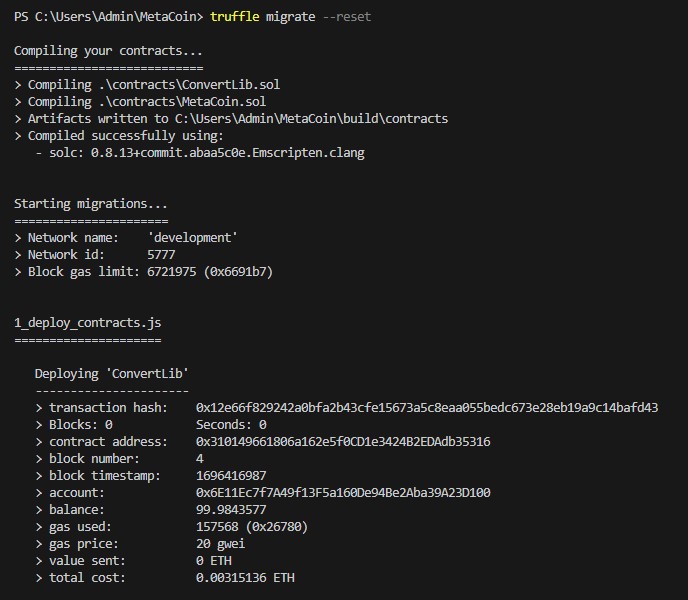 PS C:\Users\Admin\MetaCoin> truffle migrate --reset
Compiling your contracts...
===========================
> Compiling .\contracts\ConvertLib.sol
> Compiling .\contracts\MetaCoin.sol
> Artifacts written to C:\Users\Admin\MetaCoin\build\contracts
> Compiled successfully using:
- solc: 0.8.13+commit.abaa5c0e.Emscripten.clang
Starting migrations...
======================
> Network name: 'development'
> Network id: 5777
> Block gas limit: 6721975 (0x6691b7)
1_deploy_contracts.js
=====================
Deploying 'ConvertLib'
----------------------
> transaction hash: 0x12e66f829242a0bfa2b43cfe15673a5c8eaa055bedc673e28eb19a9c14bafd43
> Blocks: 0 Seconds: 0
> contract address: 0x310149661806a162e5f0CD1e3424B2EDAdb35316
> block number: 4
> block timestamp: 1696416987
> account: 0x6E11Ec7f7A49f13F5a160De94Be2Aba39A23D100
> balance: 99.9843577
> gas used: 157568 (0x26780)
> gas price: 20 gwei
> value sent: 0 ETH
> total cost: 0.00315136 ETH